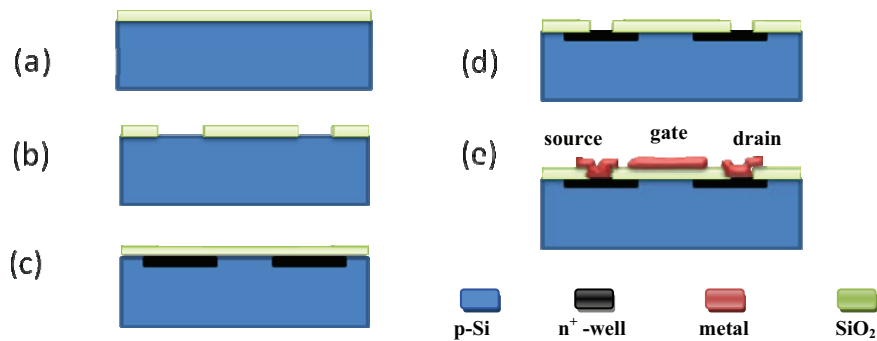 (a)
(b)
(c)
(d)
(e)
source gate drain
p-Si n⁺ -well metal SiO₂